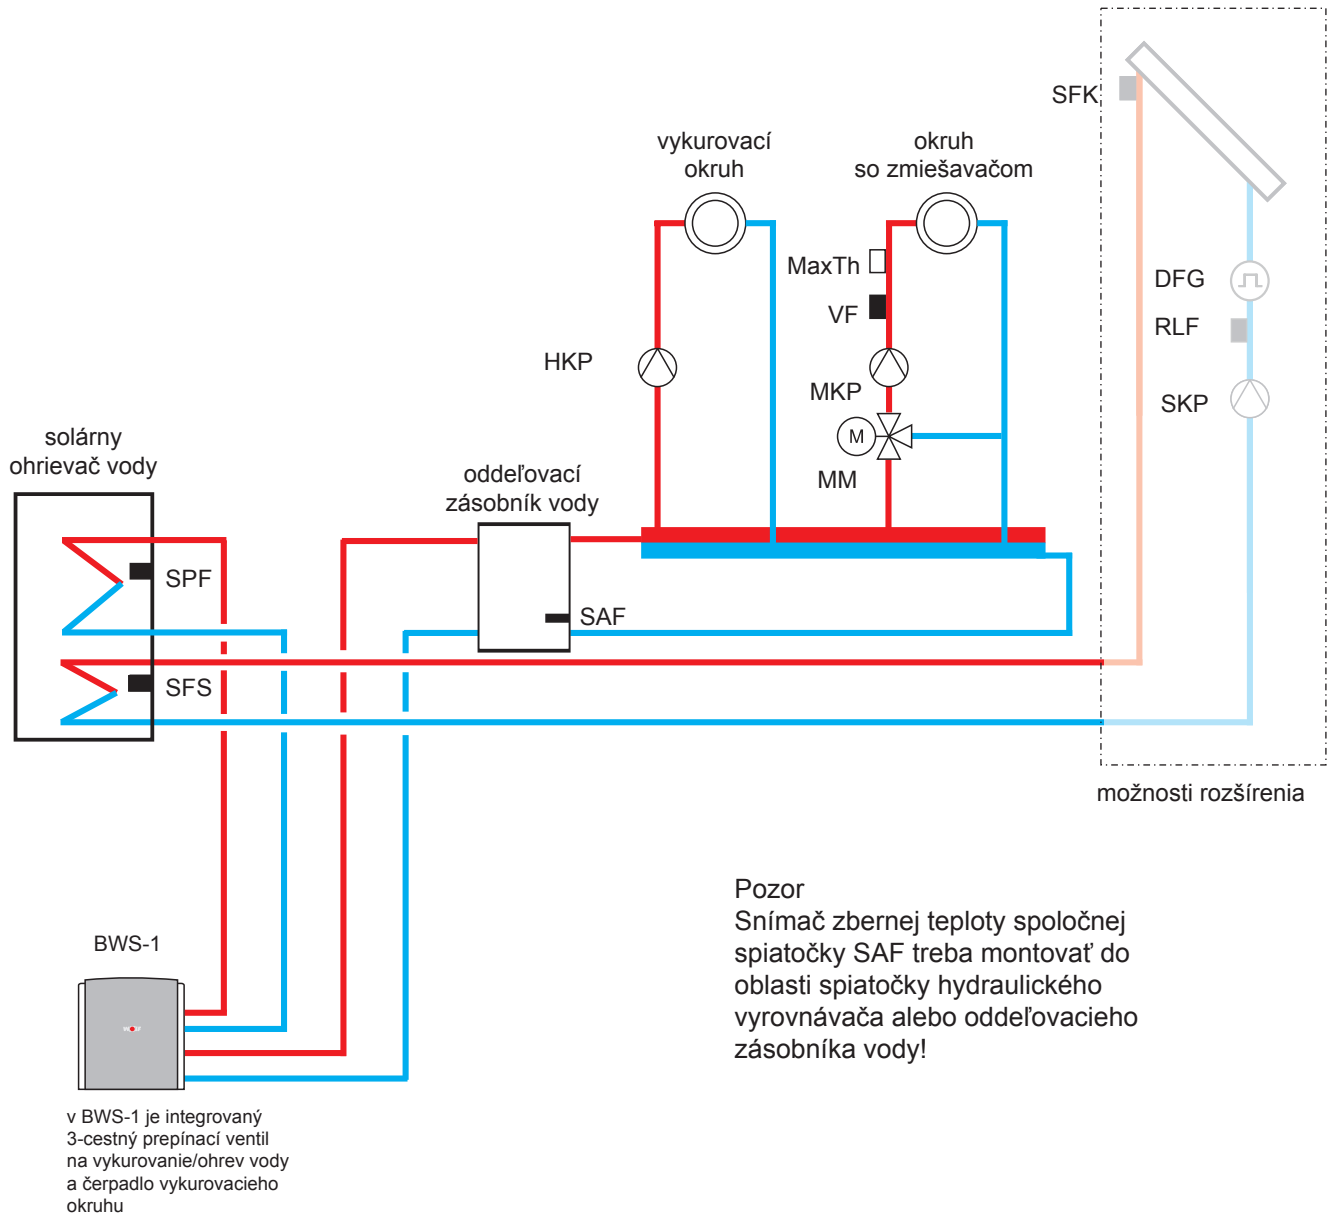 SFK
vykurovací
okruh
okruh
so zmiešavačom
MaxTh
VF
HKP
MKP
M
MM
DFG
RLF
SKP
solárny
ohrievač vody
oddeľovací
zásobník vody
SPF
SAF
SFS
možnosti rozšírenia
Pozor
Snímač zbernej teploty spoločnej
spiatočky SAF treba montovať do
oblasti spiatočky hydraulického
vyrovnávača alebo oddeľovacieho
zásobníka vody!
BWS-1
v BWS-1 je integrovaný
3-cestný prepínací ventil
na vykurovanie/ohrev vody
a čerpadlo vykurovacieho
okruhu